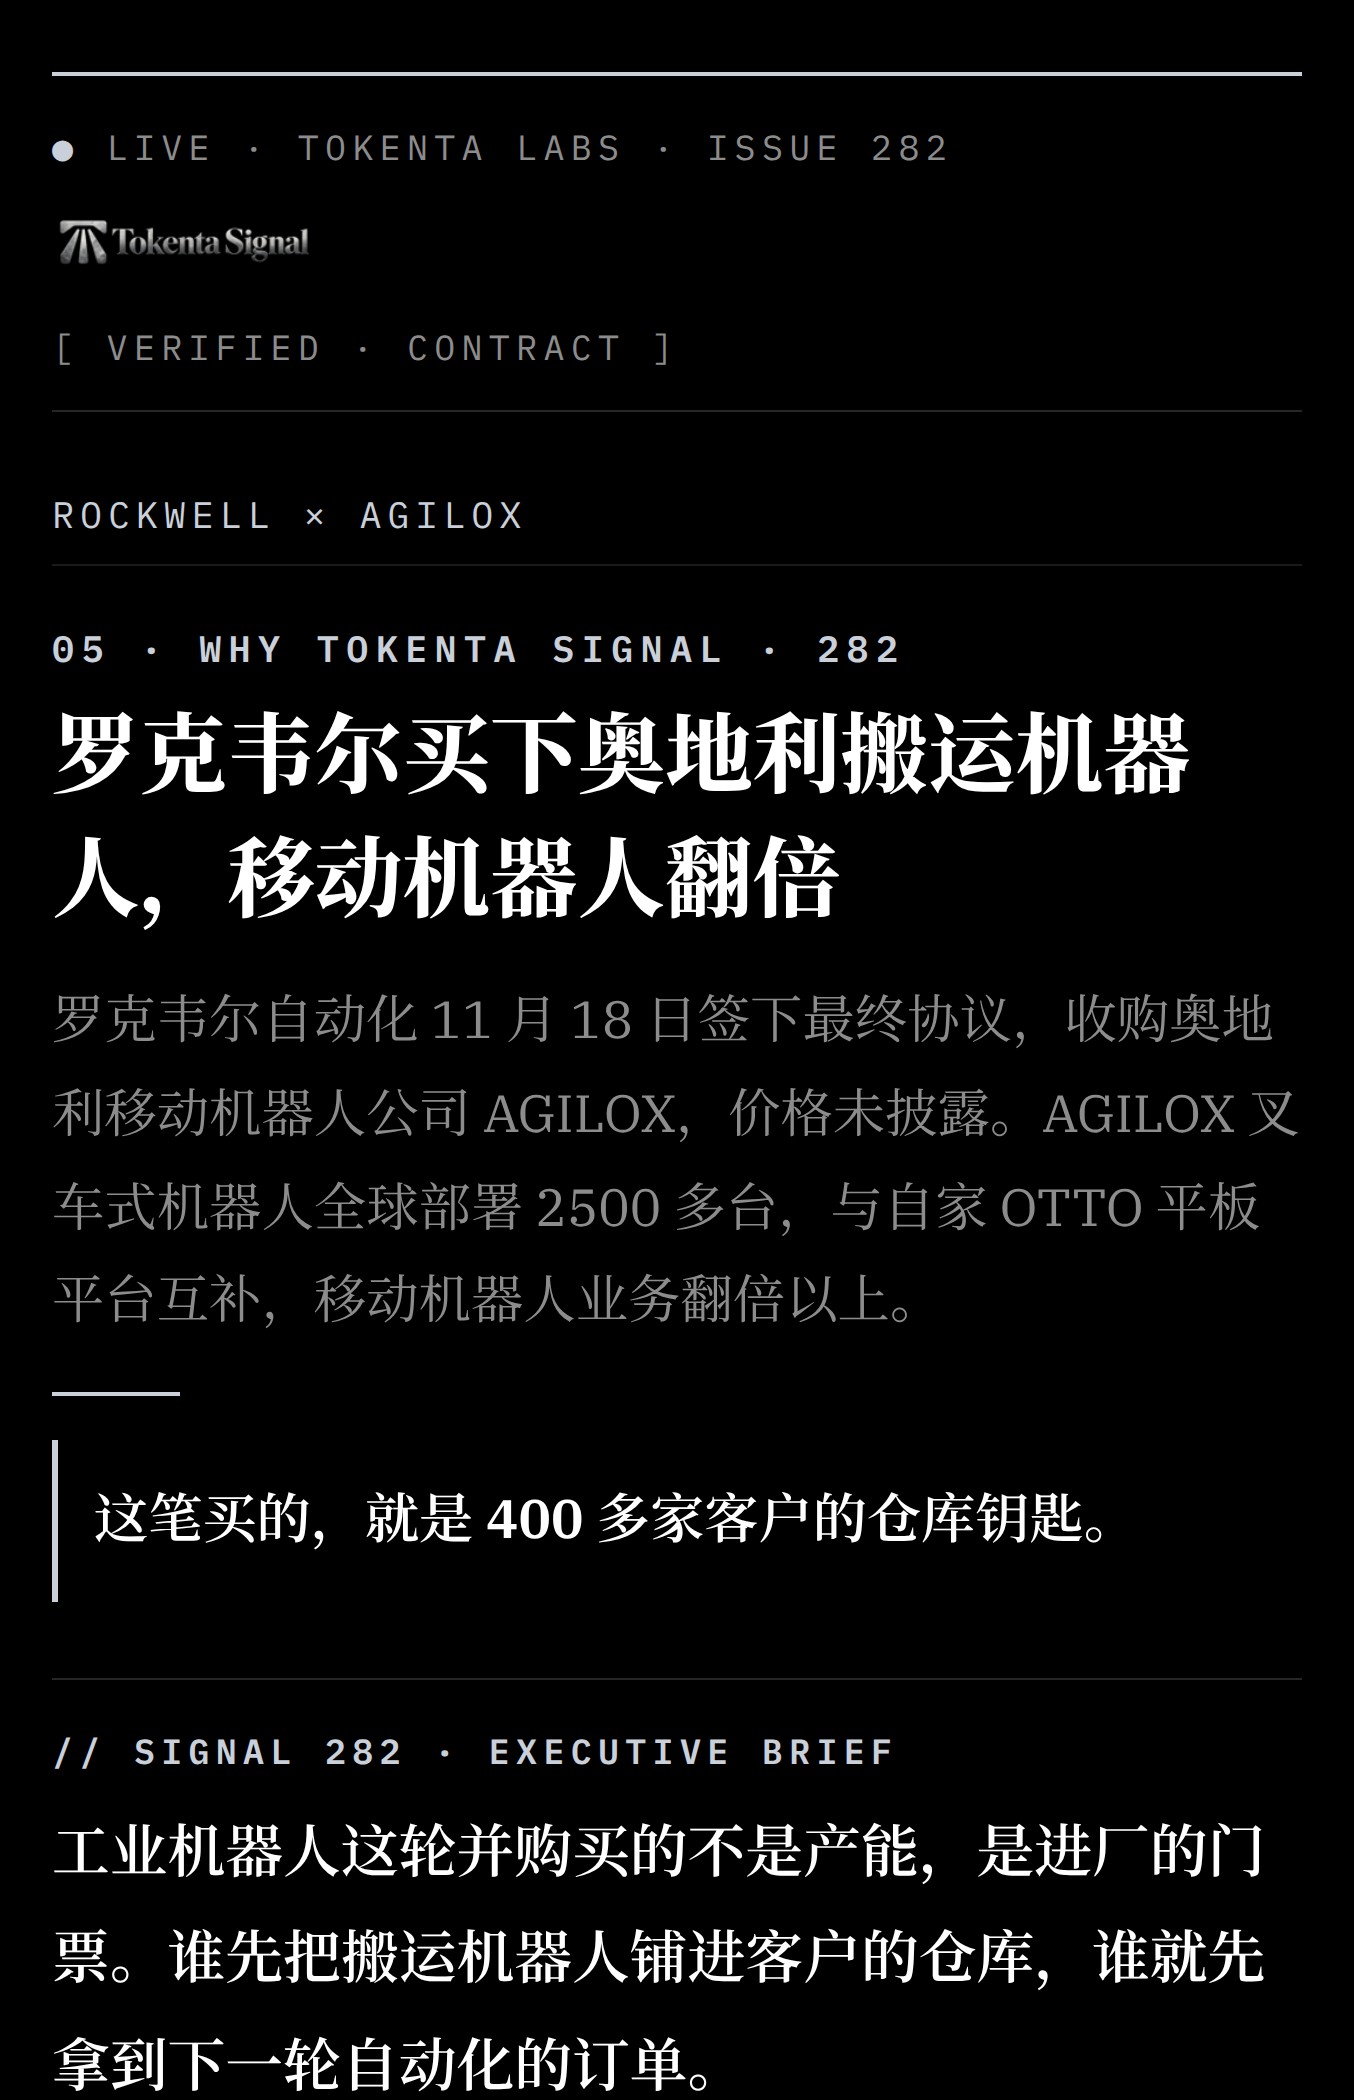 ● LIVE · TOKENTA LABS · ISSUE 282
Tokenta Signal
[ VERIFIED · CONTRACT ]
ROCKWELL × AGILOX
05 · WHY TOKENTA SIGNAL · 282
罗克韦尔买下奥地利搬运机器
人，移动机器人翻倍
罗克韦尔自动化 11 月 18 日签下最终协议，收购奥地
利移动机器人公司 AGILOX，价格未披露。AGILOX 叉
车式机器人全球部署 2500 多台，与自家 OTTO 平板
平台互补，移动机器人业务翻倍以上。
这笔买的，就是 400 多家客户的仓库钥匙。
// SIGNAL 282 · EXECUTIVE BRIEF
工业机器人这轮并购买的不是产能，是进厂的门
票。谁先把搬运机器人铺进客户的仓库，谁就先
拿到下一轮自动化的订单。